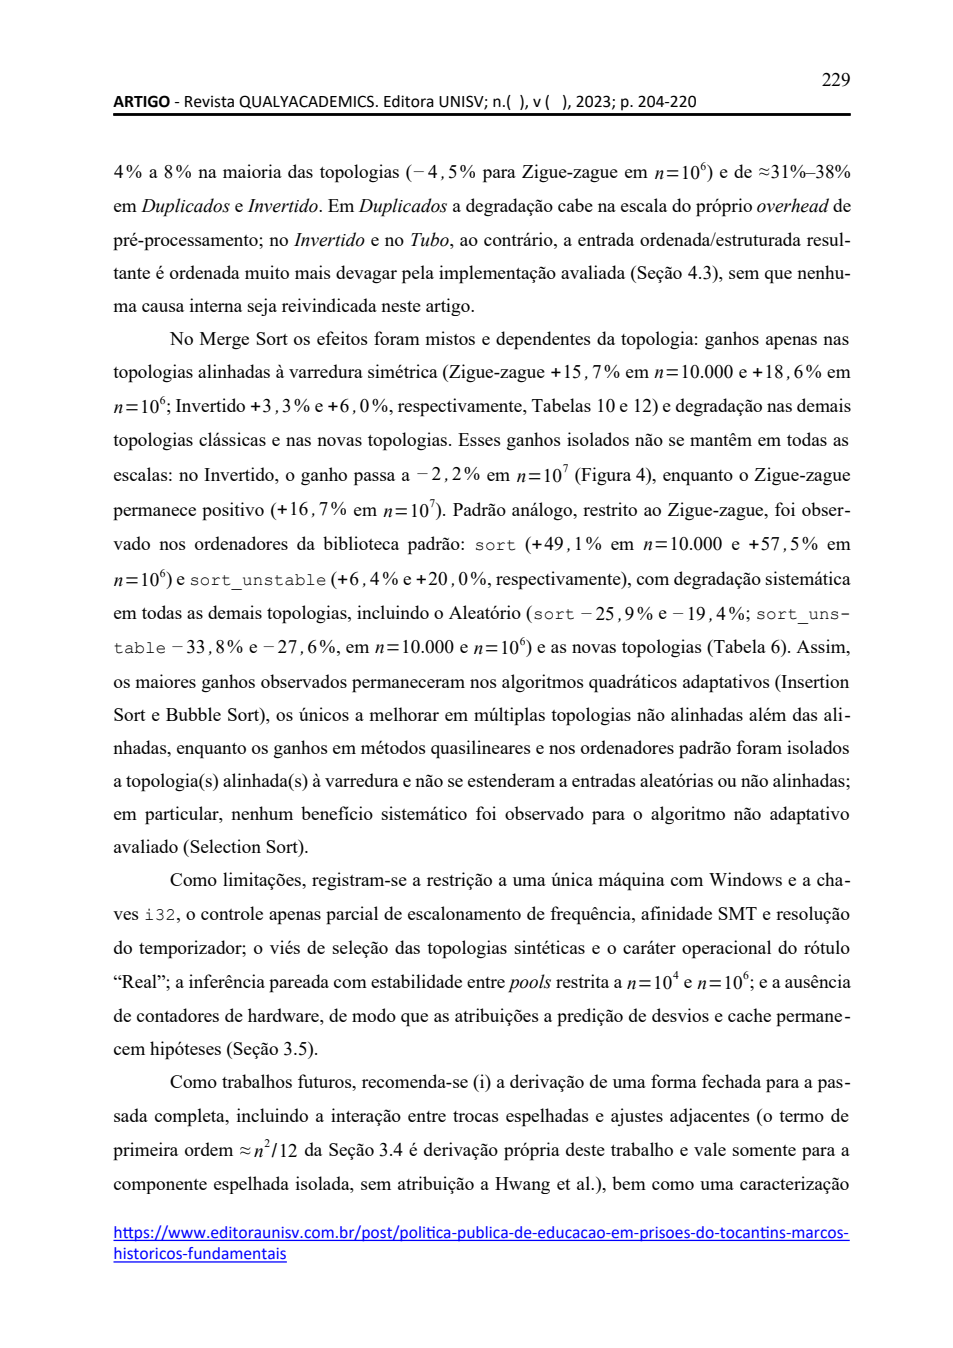 229
ARTIGO - Revista QUALYACADEMICS. Editora UNISV; n.( ), v ( ), 2023; p. 204-220
4% a 8% na maioria das topologias (−4,5% para Zigue-zague em n=10⁶) e de ≈31%–38%
em Duplicados e Invertido. Em Duplicados a degradação cabe na escala do próprio overhead de
pré-processamento; no Invertido e no Tubo, ao contrário, a entrada ordenada/estruturada resul-
tante é ordenada muito mais devagar pela implementação avaliada (Seção 4.3), sem que nenhu-
ma causa interna seja reivindicada neste artigo.
No Merge Sort os efeitos foram mistos e dependentes da topologia: ganhos apenas nas
topologias alinhadas à varredura simétrica (Zigue-zague +15,7% em n=10.000 e +18,6% em
n=10⁶; Invertido +3,3% e +6,0%, respectivamente, Tabelas 10 e 12) e degradação nas demais
topologias clássicas e nas novas topologias. Esses ganhos isolados não se mantêm em todas as
escalas: no Invertido, o ganho passa a −2,2% em n=10⁷ (Figura 4), enquanto o Zigue-zague
permanece positivo (+16,7% em n=10⁷). Padrão análogo, restrito ao Zigue-zague, foi obser-
vado nos ordenadores da biblioteca padrão: sort (+49,1% em n=10.000 e +57,5% em
n=10⁶) e sort_unstable (+6,4% e +20,0%, respectivamente), com degradação sistemática
em todas as demais topologias, incluindo o Aleatório (sort −25,9% e −19,4%; sort_uns-
table −33,8% e −27,6%, em n=10.000 e n=10⁶) e as novas topologias (Tabela 6). Assim,
os maiores ganhos observados permaneceram nos algoritmos quadráticos adaptativos (Insertion
Sort e Bubble Sort), os únicos a melhorar em múltiplas topologias não alinhadas além das ali-
nhadas, enquanto os ganhos em métodos quasilineares e nos ordenadores padrão foram isolados
a topologia(s) alinhada(s) à varredura e não se estenderam a entradas aleatórias ou não alinhadas;
em particular, nenhum benefício sistemático foi observado para o algoritmo não adaptativo
avaliado (Selection Sort).
Como limitações, registram-se a restrição a uma única máquina com Windows e a cha-
ves i32, o controle apenas parcial de escalonamento de frequência, afinidade SMT e resolução
do temporizador; o viés de seleção das topologias sintéticas e o caráter operacional do rótulo
“Real”; a inferência pareada com estabilidade entre pools restrita a n=10⁴ e n=10⁶; e a ausência
de contadores de hardware, de modo que as atribuições a predição de desvios e cache permane-
cem hipóteses (Seção 3.5).
Como trabalhos futuros, recomenda-se (i) a derivação de uma forma fechada para a pas-
sada completa, incluindo a interação entre trocas espelhadas e ajustes adjacentes (o termo de
primeira ordem ≈n²/12 da Seção 3.4 é derivação própria deste trabalho e vale somente para a
componente espelhada isolada, sem atribuição a Hwang et al.), bem como uma caracterização
https://www.editoraunisv.com.br/post/politica-publica-de-educacao-em-prisoes-do-tocantins-marcos-
historicos-fundamentais